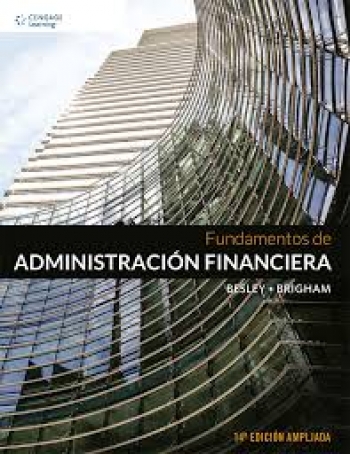 CENGAGE
Learning
Fundamentos de
ADMINISTRACIÓN FINANCIERA
BESLEY • BRIGHAM
14ª EDICIÓN AMPLIADA